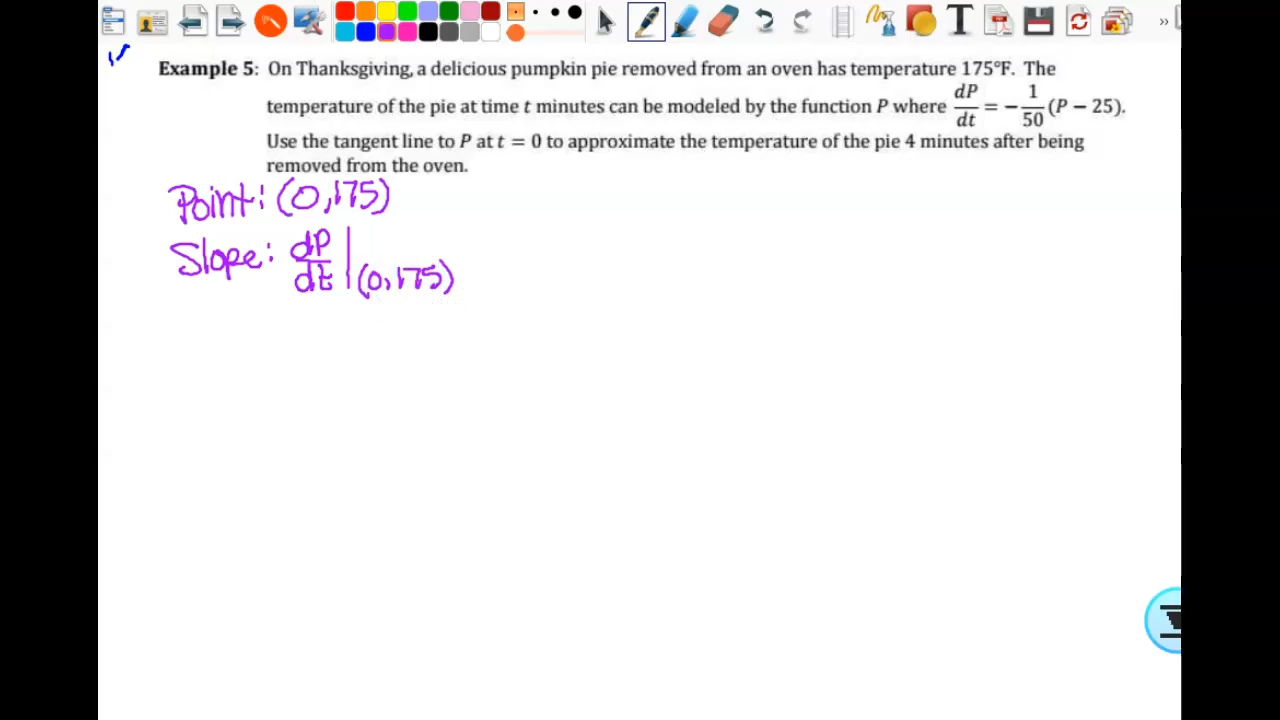 Example 5: On Thanksgiving, a delicious pumpkin pie removed from an oven has temperature 175°F. The
temperature of the pie at time t minutes can be modeled by the function P where dP/dt = −1/50 (P − 25).
Use the tangent line to P at t = 0 to approximate the temperature of the pie 4 minutes after being
removed from the oven.
Point: (0,175)
Slope: dP/dt |(0,175)